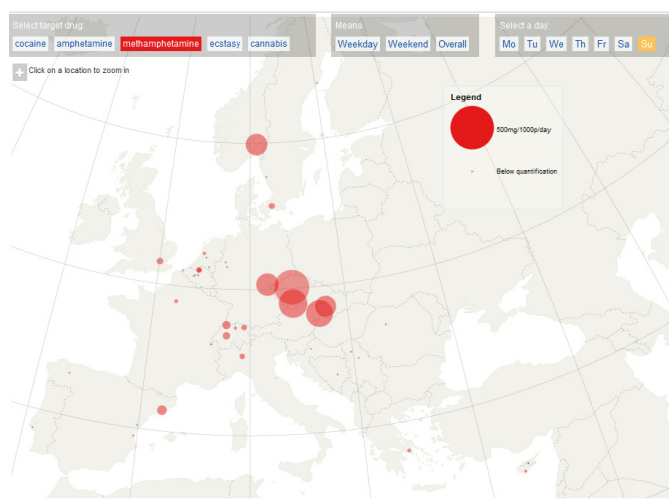 Select target drug:
cocaine amphetamine methamphetamine ecstasy cannabis
Means
Weekday Weekend Overall
Select a day:
Mo Tu We Th Fr Sa Su
+ Click on a location to zoom in
Legend
500mg/1000p/day
Below quantification